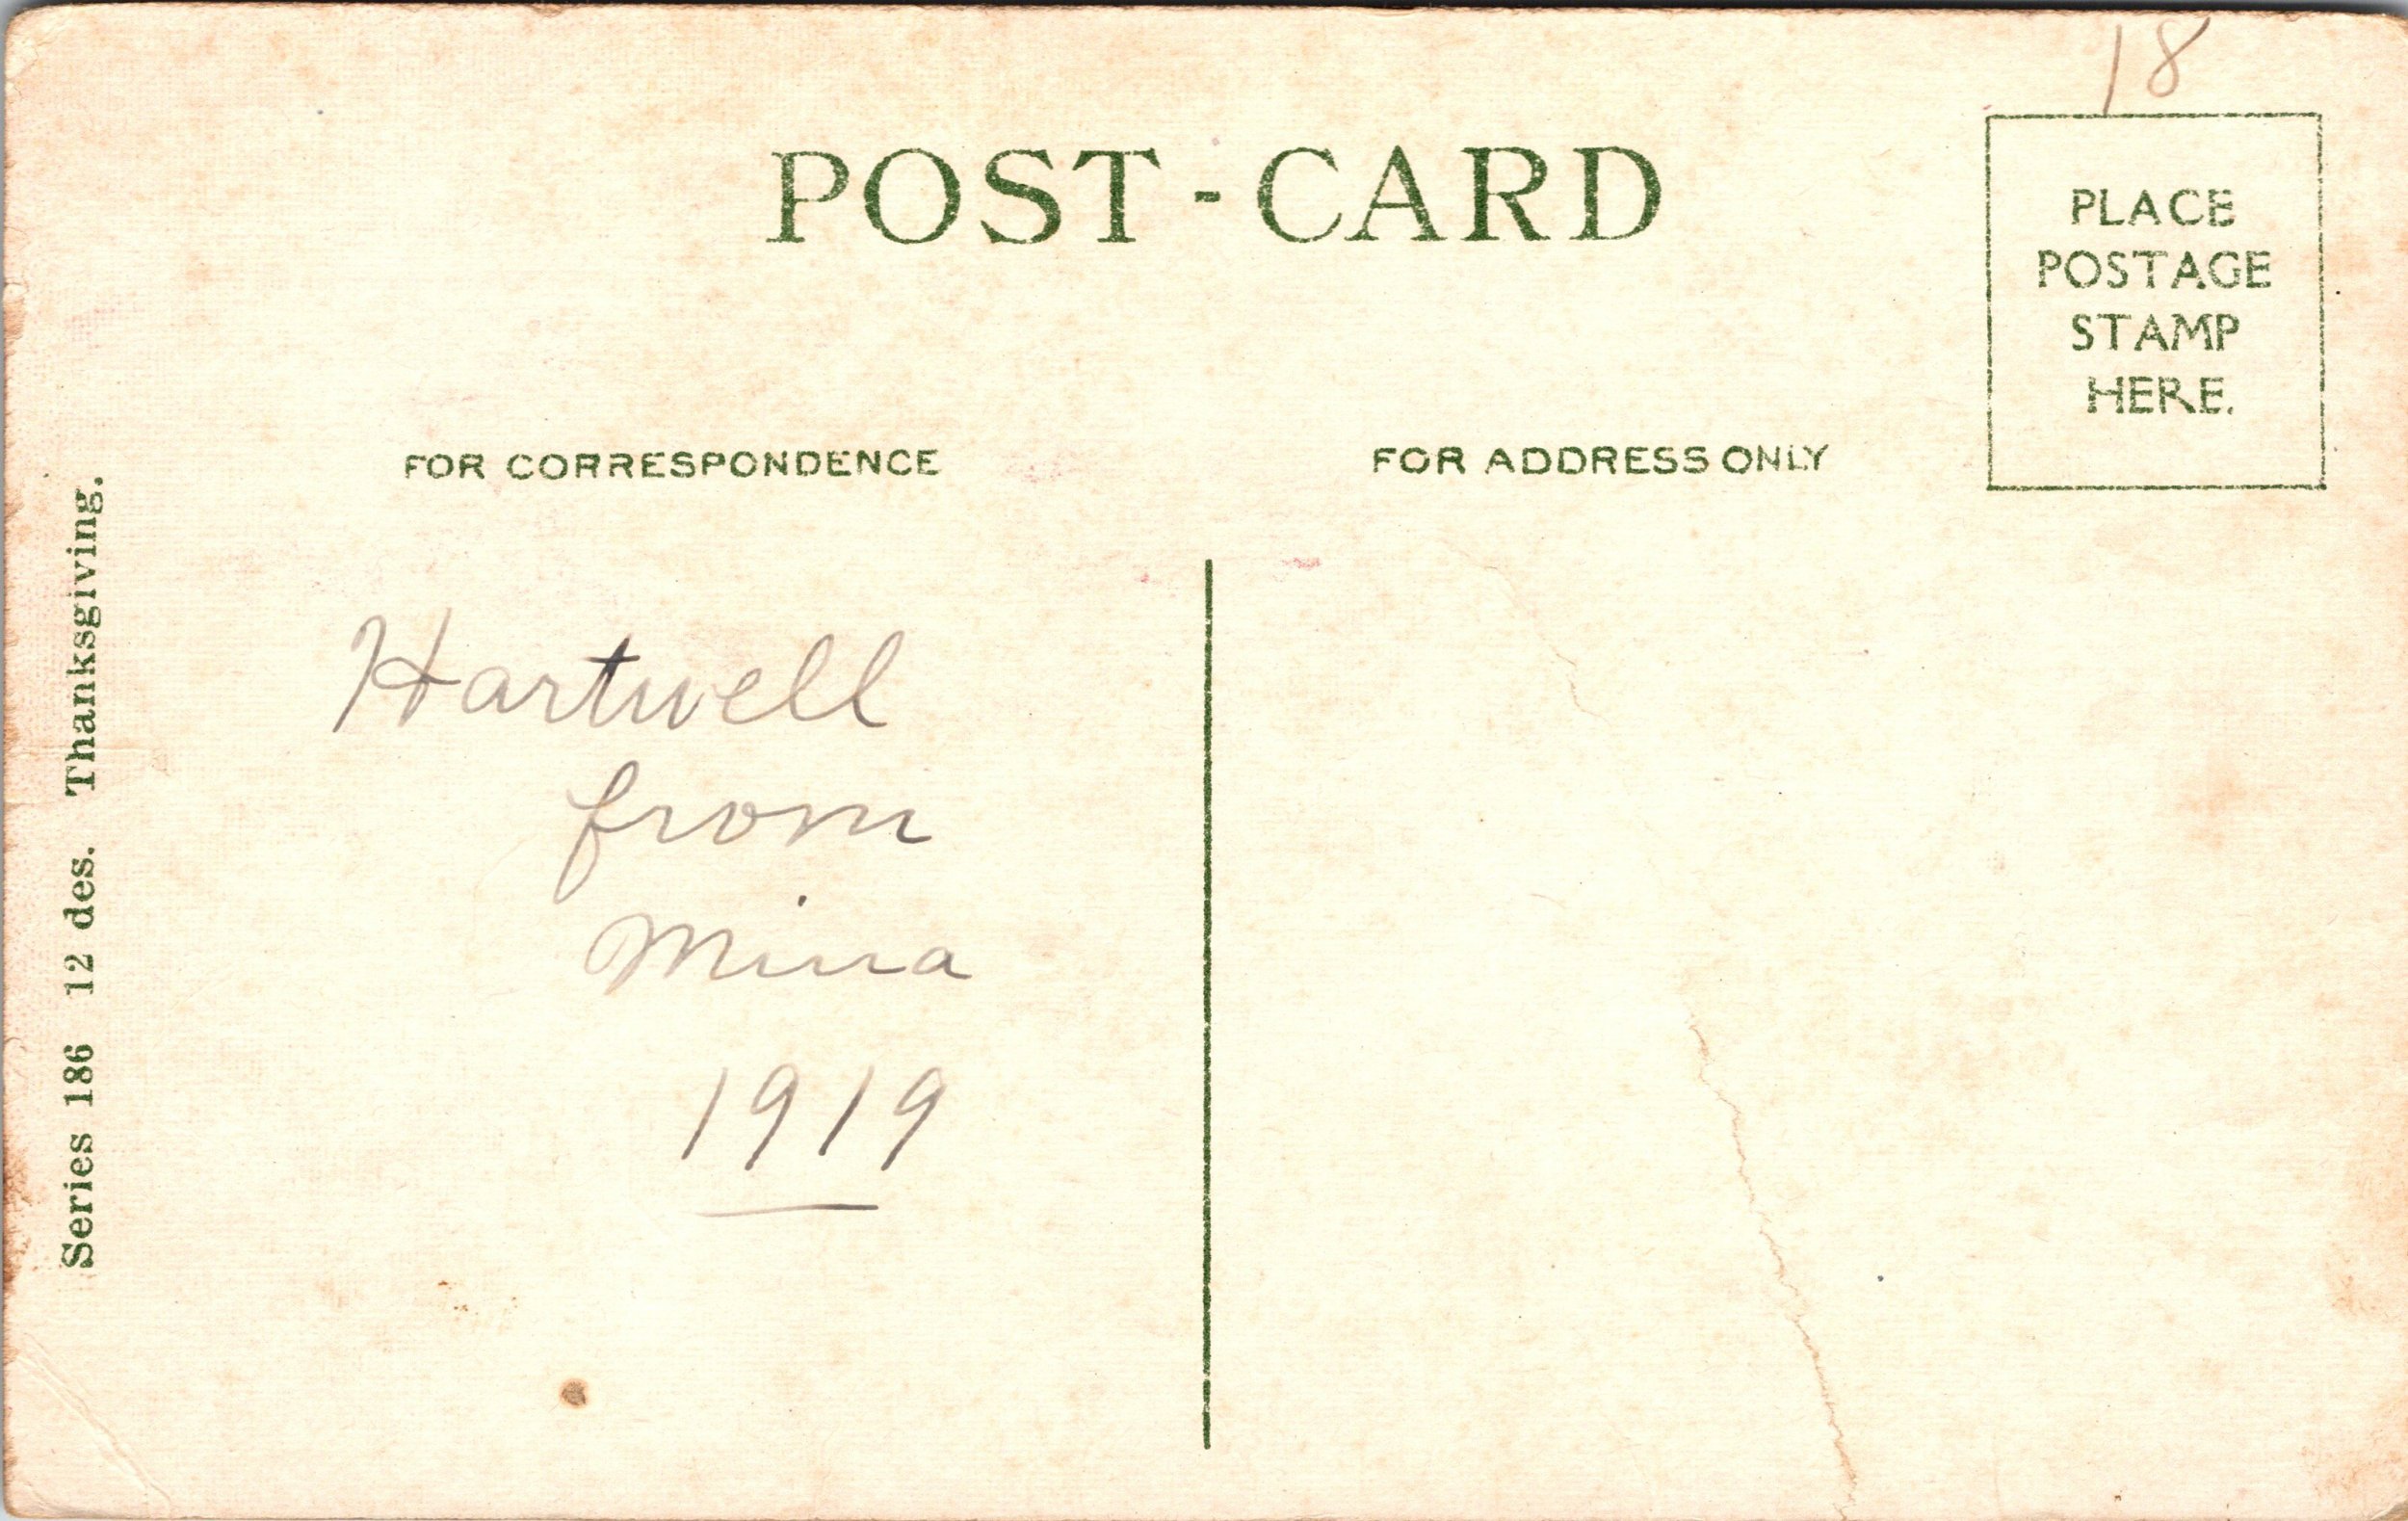 18
POST-CARD
PLACE
POSTAGE
STAMP
HERE.
FOR CORRESPONDENCE
FOR ADDRESS ONLY
Hartwell
from
Mina
1919
Series 186 12 des. Thanksgiving.